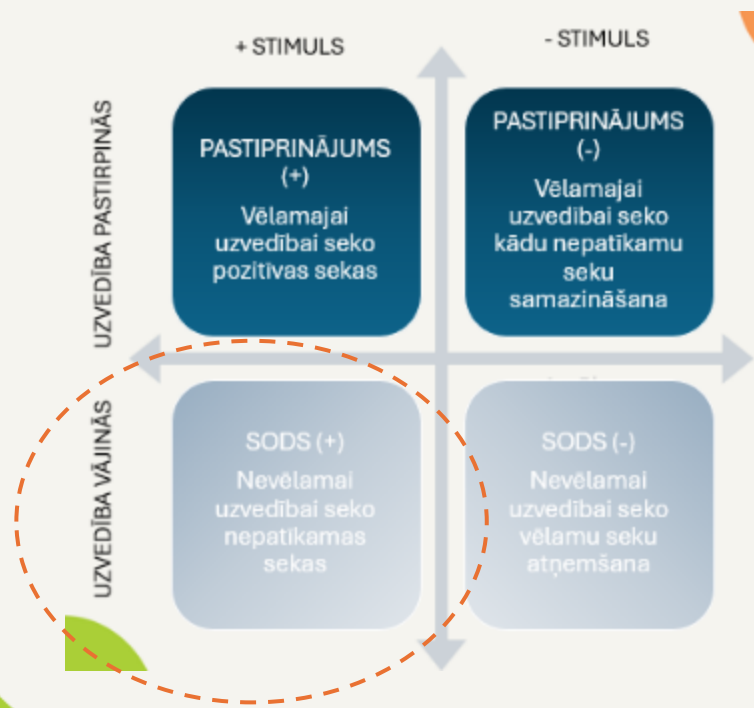 + STIMULS
- STIMULS
UZVEDĪBA PASTIRPINĀS
PASTIPRINĀJUMS
(+)
Vēlamajai
uzvedībai seko
pozitīvas sekas
PASTIPRINĀJUMS
(-)
Vēlamajai
uzvedībai seko
kādu nepatīkamu
seku
samazināšana
UZVEDĪBA VĀJINĀS
SODS (+)
Nevēlamai
uzvedībai seko
nepatīkamas
sekas
SODS (-)
Nevēlamai
uzvedībai seko
vēlamu seku
atņemšana